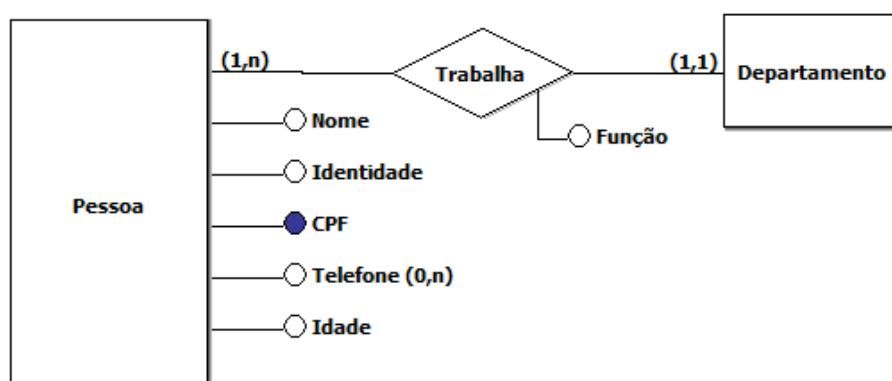 (1,n)
Trabalha
(1,1)
Departamento
Nome
Função
Identidade
Pessoa
CPF
Telefone (0,n)
Idade